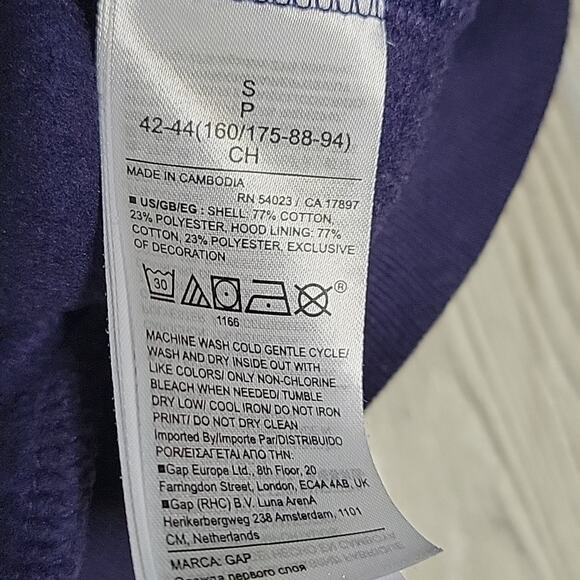 S
P
42-44(160/175-88-94)
CH
MADE IN CAMBODIA
RN 54023 / CA 17897
■ US/GB/EG : SHELL: 77% COTTON,
23% POLYESTER, HOOD LINING: 77%
COTTON, 23% POLYESTER, EXCLUSIVE
OF DECORATION
30
®
1166
MACHINE WASH COLD GENTLE CYCLE/
WASH AND DRY INSIDE OUT WITH
LIKE COLORS/ ONLY NON-CHLORINE
BLEACH WHEN NEEDED/ TUMBLE
DRY LOW/ COOL IRON/ DO NOT IRON
PRINT/ DO NOT DRY CLEAN
Imported By/Importe Par/DISTRIBUIDO
POR/ΕΙΣΑΓΕΤΑΙ ΑΠΟ ΤΗΝ:
■Gap Europe Ltd., 8th Floor, 20
Farringdon Street, London, EC4A 4AB, UK
■Gap (RHC) B.V. Luna ArenA
Henkerbergweg 238 Amsterdam, 1101
CM, Netherlands
MARCA: GAP
Одежда первого слоя